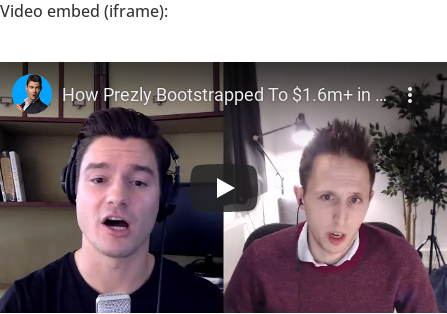 Video embed (iframe):
How Prezly Bootstrapped To $1.6m+ in ...